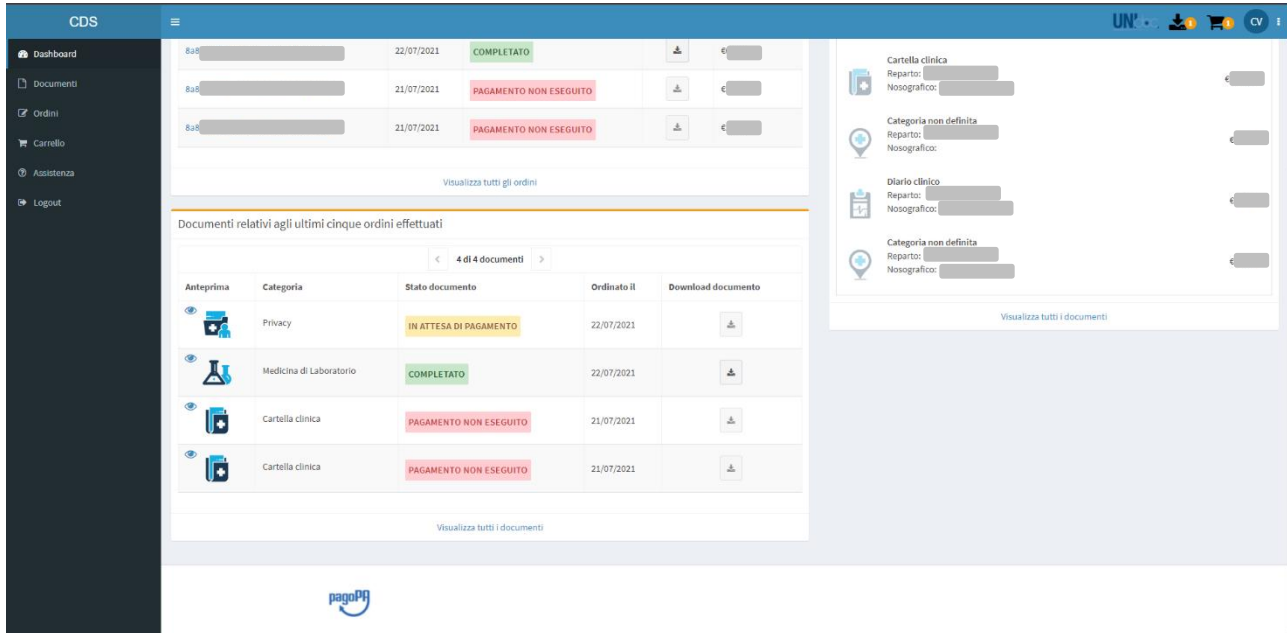 CDS
CV
1
1
Dashboard
Documenti
Ordini
Carrello
Assistenza
Logout
8a8 22/07/2021 COMPLETATO €
8a8 21/07/2021 PAGAMENTO NON ESEGUITO €
8a8 21/07/2021 PAGAMENTO NON ESEGUITO €
Visualizza tutti gli ordini
Documenti relativi agli ultimi cinque ordini effettuati
4 di 4 documenti
Anteprima Categoria Stato documento Ordinato il Download documento
Privacy IN ATTESA DI PAGAMENTO 22/07/2021
Medicina di Laboratorio COMPLETATO 22/07/2021
Cartella clinica PAGAMENTO NON ESEGUITO 21/07/2021
Cartella clinica PAGAMENTO NON ESEGUITO 21/07/2021
Visualizza tutti i documenti
Cartella clinica
Reparto:
Nosografico:
€
Categoria non definita
Reparto:
Nosografico:
€
Diario clinico
Reparto:
Nosografico:
€
Categoria non definita
Reparto:
Nosografico:
€
Visualizza tutti i documenti
pagoPA